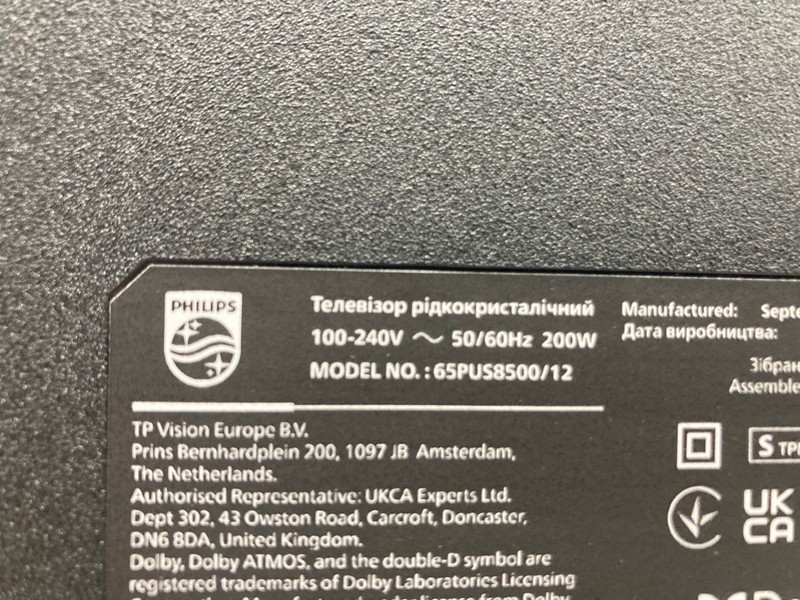 PHILIPS
Телевізор рідкокристалічний
100-240V ~ 50/60Hz 200W
MODEL NO. : 65PUS8500/12
Manufactured:
Дата виробництва:
TP Vision Europe B.V.
Prins Bernhardplein 200, 1097 JB Amsterdam,
The Netherlands.
Authorised Representative: UKCA Experts Ltd.
Dept 302, 43 Owston Road, Carcroft, Doncaster,
DN6 8DA, United Kingdom.
Dolby, Dolby ATMOS, and the double-D symbol are
registered trademarks of Dolby Laboratories Licensing
S
UK
CA